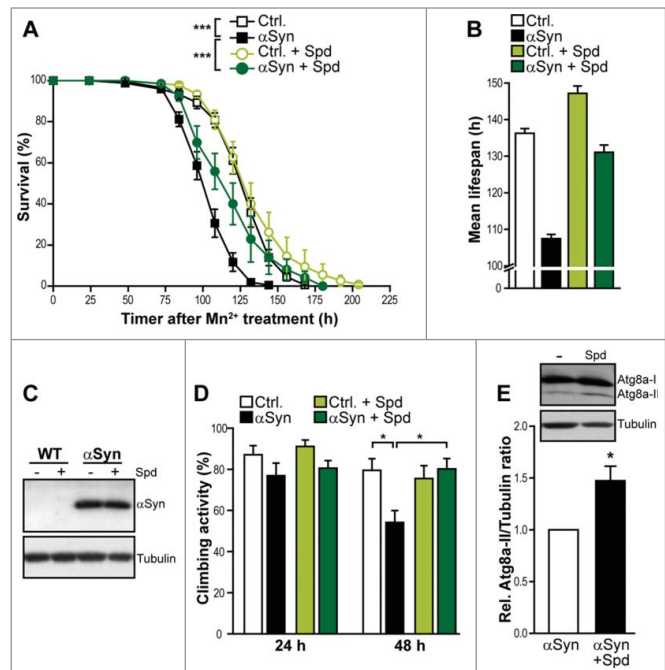 A
*** Ctrl.
αSyn
*** Ctrl. + Spd
αSyn + Spd
Survival (%)
100
80
60
40
20
0
0 25 50 75 100 125 150 175 200 225
Timer after Mn²⁺ treatment (h)
B
Ctrl.
αSyn
Ctrl. + Spd
αSyn + Spd
Mean lifespan (h)
150
140
130
120
110
100
0
C
WT αSyn
- + - + Spd
αSyn
Tubulin
D
Ctrl. Ctrl. + Spd
αSyn αSyn + Spd
* *
Climbing activity (%)
100
80
60
40
20
0
24 h 48 h
E
- Spd
Atg8a-I
Atg8a-II
Tubulin
*
Rel. Atg8a-II/Tubulin ratio
2.0
1.5
1.0
0.5
0.0
αSyn αSyn
+Spd